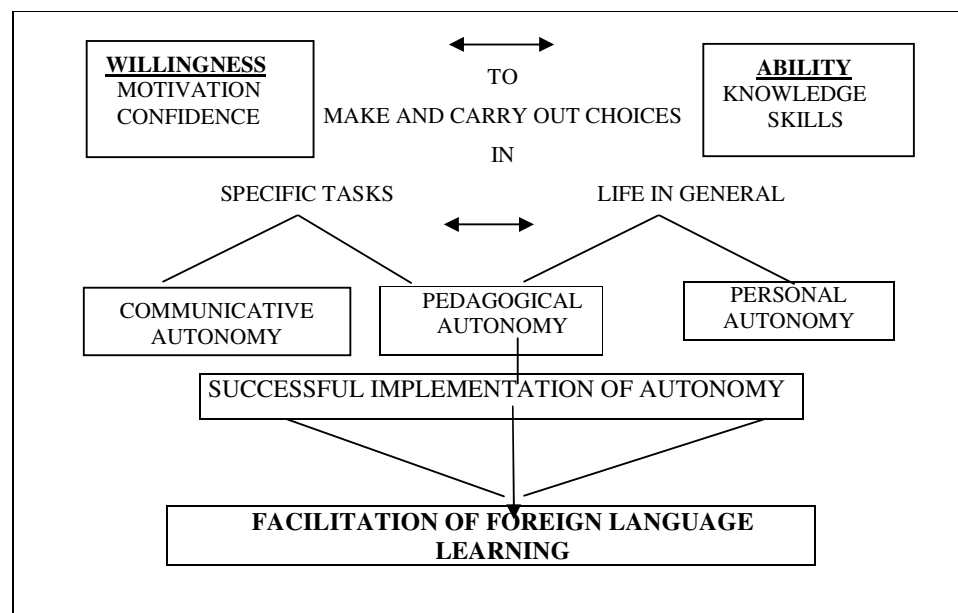 WILLINGNESS
MOTIVATION
CONFIDENCE
TO
MAKE AND CARRY OUT CHOICES
IN
ABILITY
KNOWLEDGE
SKILLS
SPECIFIC TASKS
LIFE IN GENERAL
COMMUNICATIVE
AUTONOMY
PEDAGOGICAL
AUTONOMY
PERSONAL
AUTONOMY
SUCCESSFUL IMPLEMENTATION OF AUTONOMY
FACILITATION OF FOREIGN LANGUAGE
LEARNING